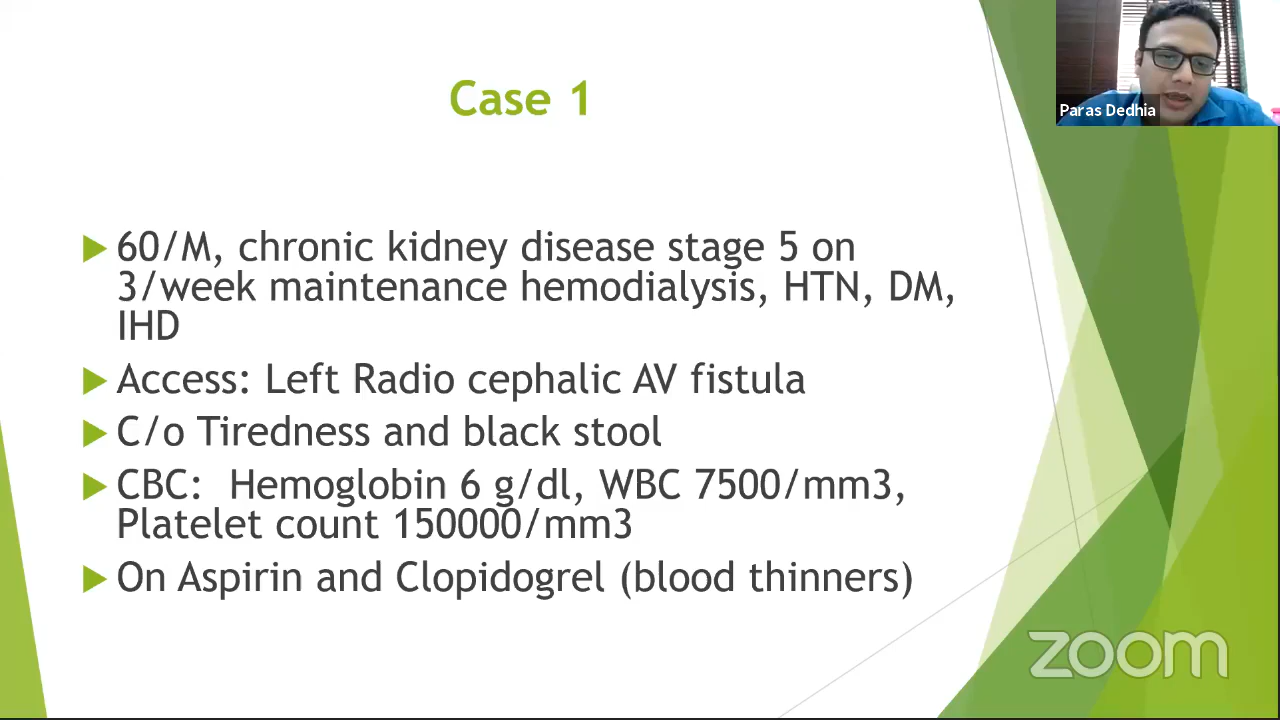 Case 1
Paras Dedhia
60/M, chronic kidney disease stage 5 on
3/week maintenance hemodialysis, HTN, DM,
IHD
Access: Left Radio cephalic AV fistula
C/o Tiredness and black stool
CBC:  Hemoglobin 6 g/dl, WBC 7500/mm3,
Platelet count 150000/mm3
On Aspirin and Clopidogrel (blood thinners)
zoom